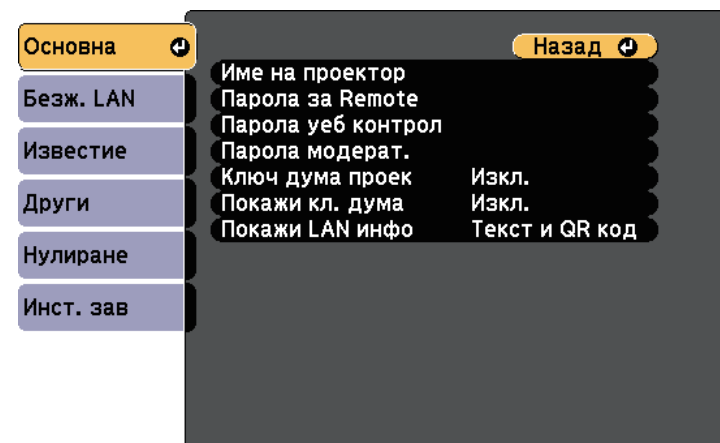 Основна
Безж. LAN
Известие
Други
Нулиране
Инст. зав
Назад
Име на проектор
Парола за Remote
Парола уеб контрол
Парола модерат.
Ключ дума проек Изкл.
Покажи кл. дума Изкл.
Покажи LAN инфо Текст и QR код